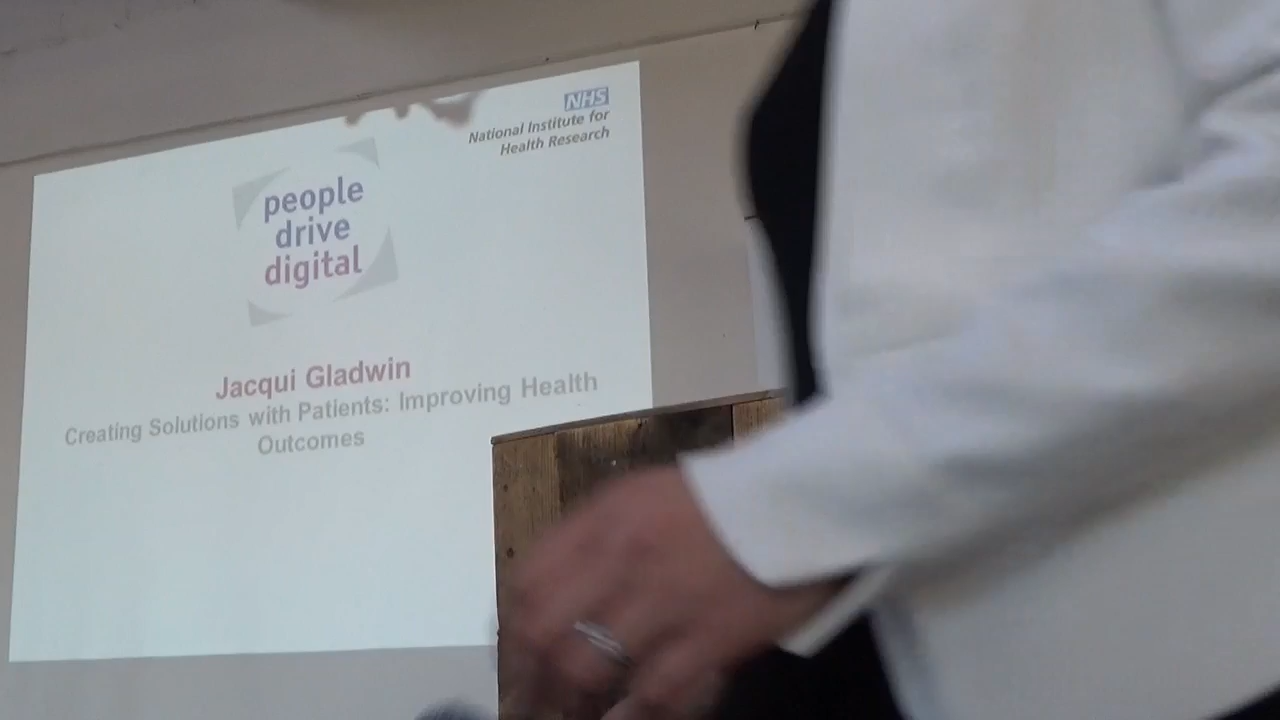 NHS
National Institute for
Health Research
people
drive
digital
Jacqui Gladwin
Creating Solutions with Patients: Improving Health
Outcomes